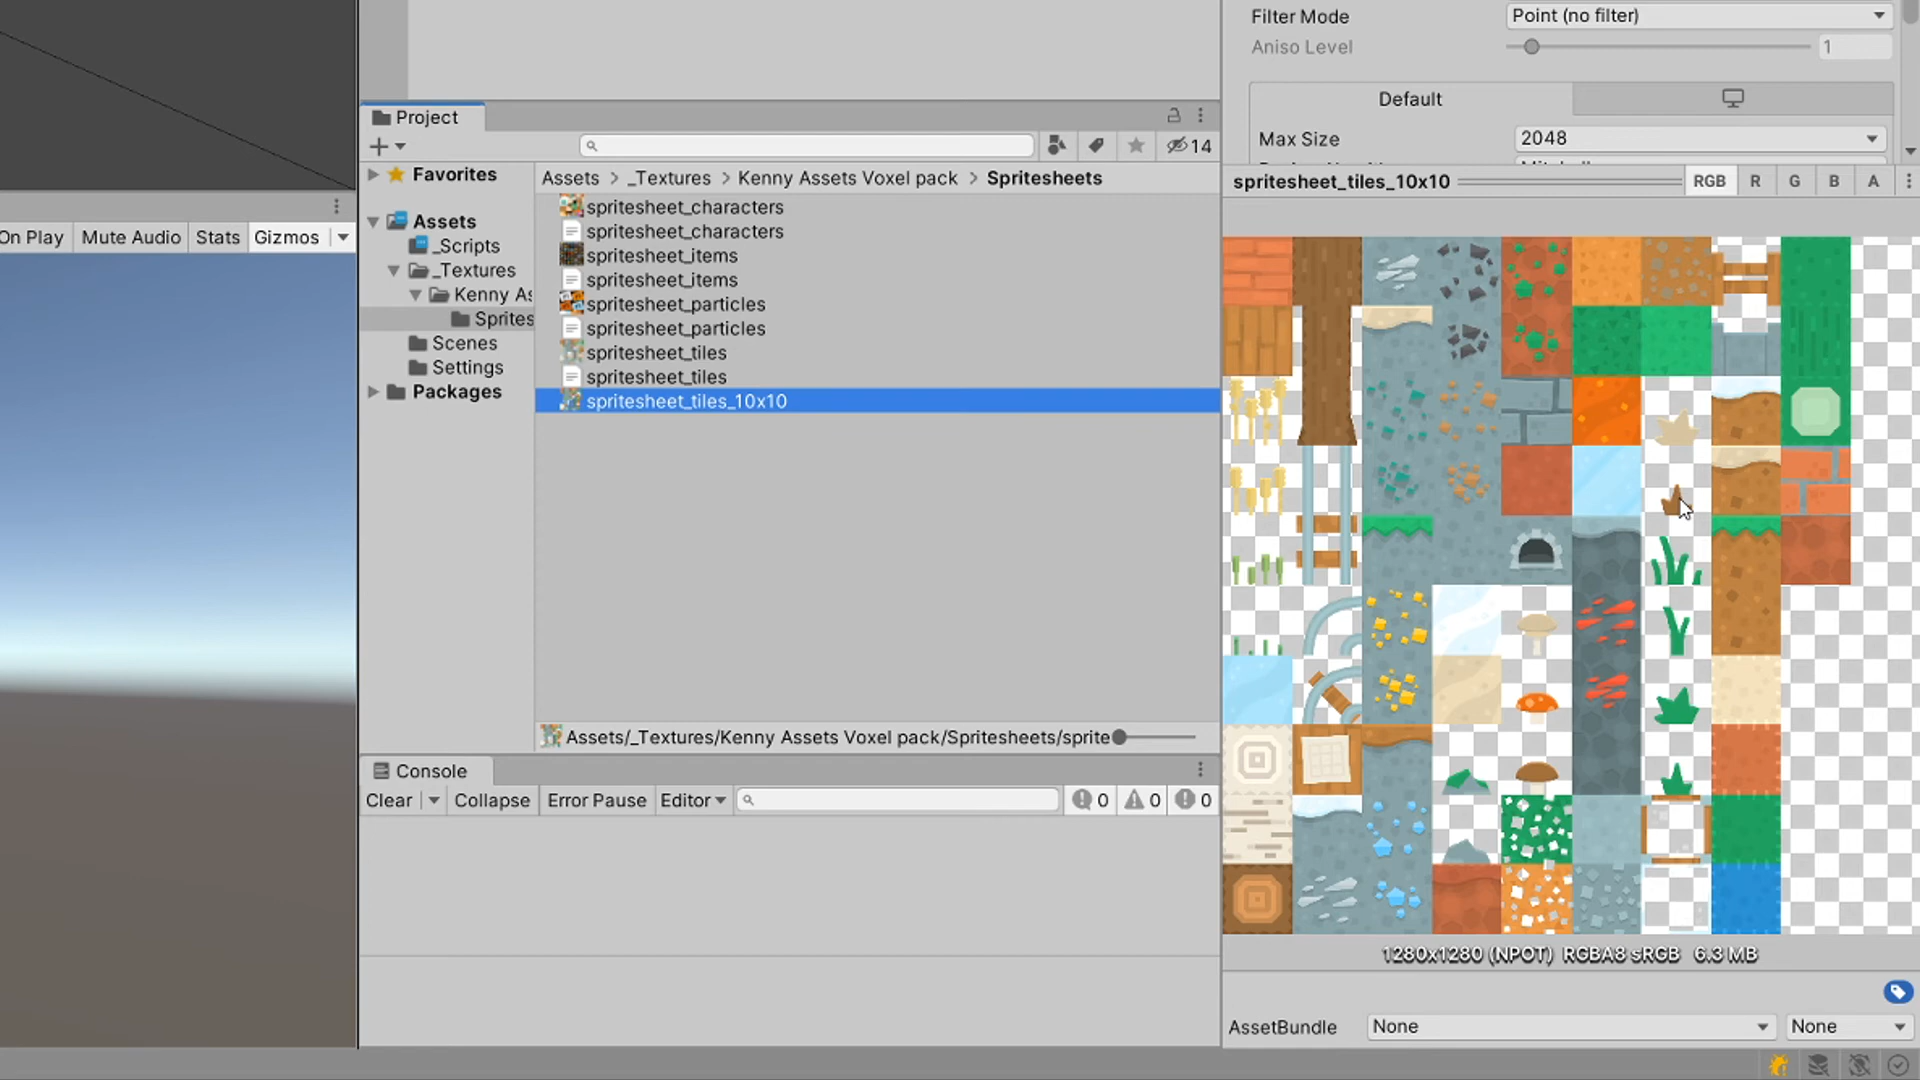 Filter Mode
Point (no filter)
Aniso Level
1
Default
Max Size
2048
Project
14
Favorites
Assets
_Scripts
_Textures
Kenny As
Sprites
Scenes
Settings
Packages
Assets > _Textures > Kenny Assets Voxel pack > Spritesheets
spritesheet_characters
spritesheet_characters
spritesheet_items
spritesheet_items
spritesheet_particles
spritesheet_particles
spritesheet_tiles
spritesheet_tiles
spritesheet_tiles_10x10
Assets/_Textures/Kenny Assets Voxel pack/Spritesheets/sprite
On Play
Mute Audio
Stats
Gizmos
Console
Clear
Collapse
Error Pause
Editor
0
0
0
spritesheet_tiles_10x10
RGB
R
G
B
A
1280x1280 (NPOT) RGBA8 sRGB 6.3 MB
AssetBundle
None
None